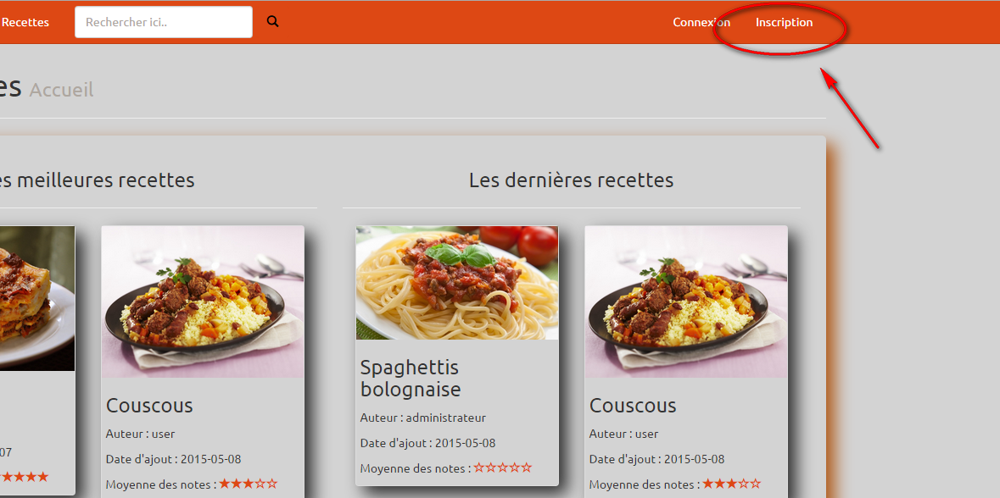 Recettes Rechercher ici.. Connexion Inscription
es Accueil
es meilleures recettes
Les dernières recettes
07
Couscous
Auteur : user
Date d'ajout : 2015-05-08
Moyenne des notes : ★★★☆☆
Spaghettis
bolognaise
Auteur : administrateur
Date d'ajout : 2015-05-08
Moyenne des notes : ☆☆☆☆☆
Couscous
Auteur : user
Date d'ajout : 2015-05-08
Moyenne des notes : ★★★☆☆